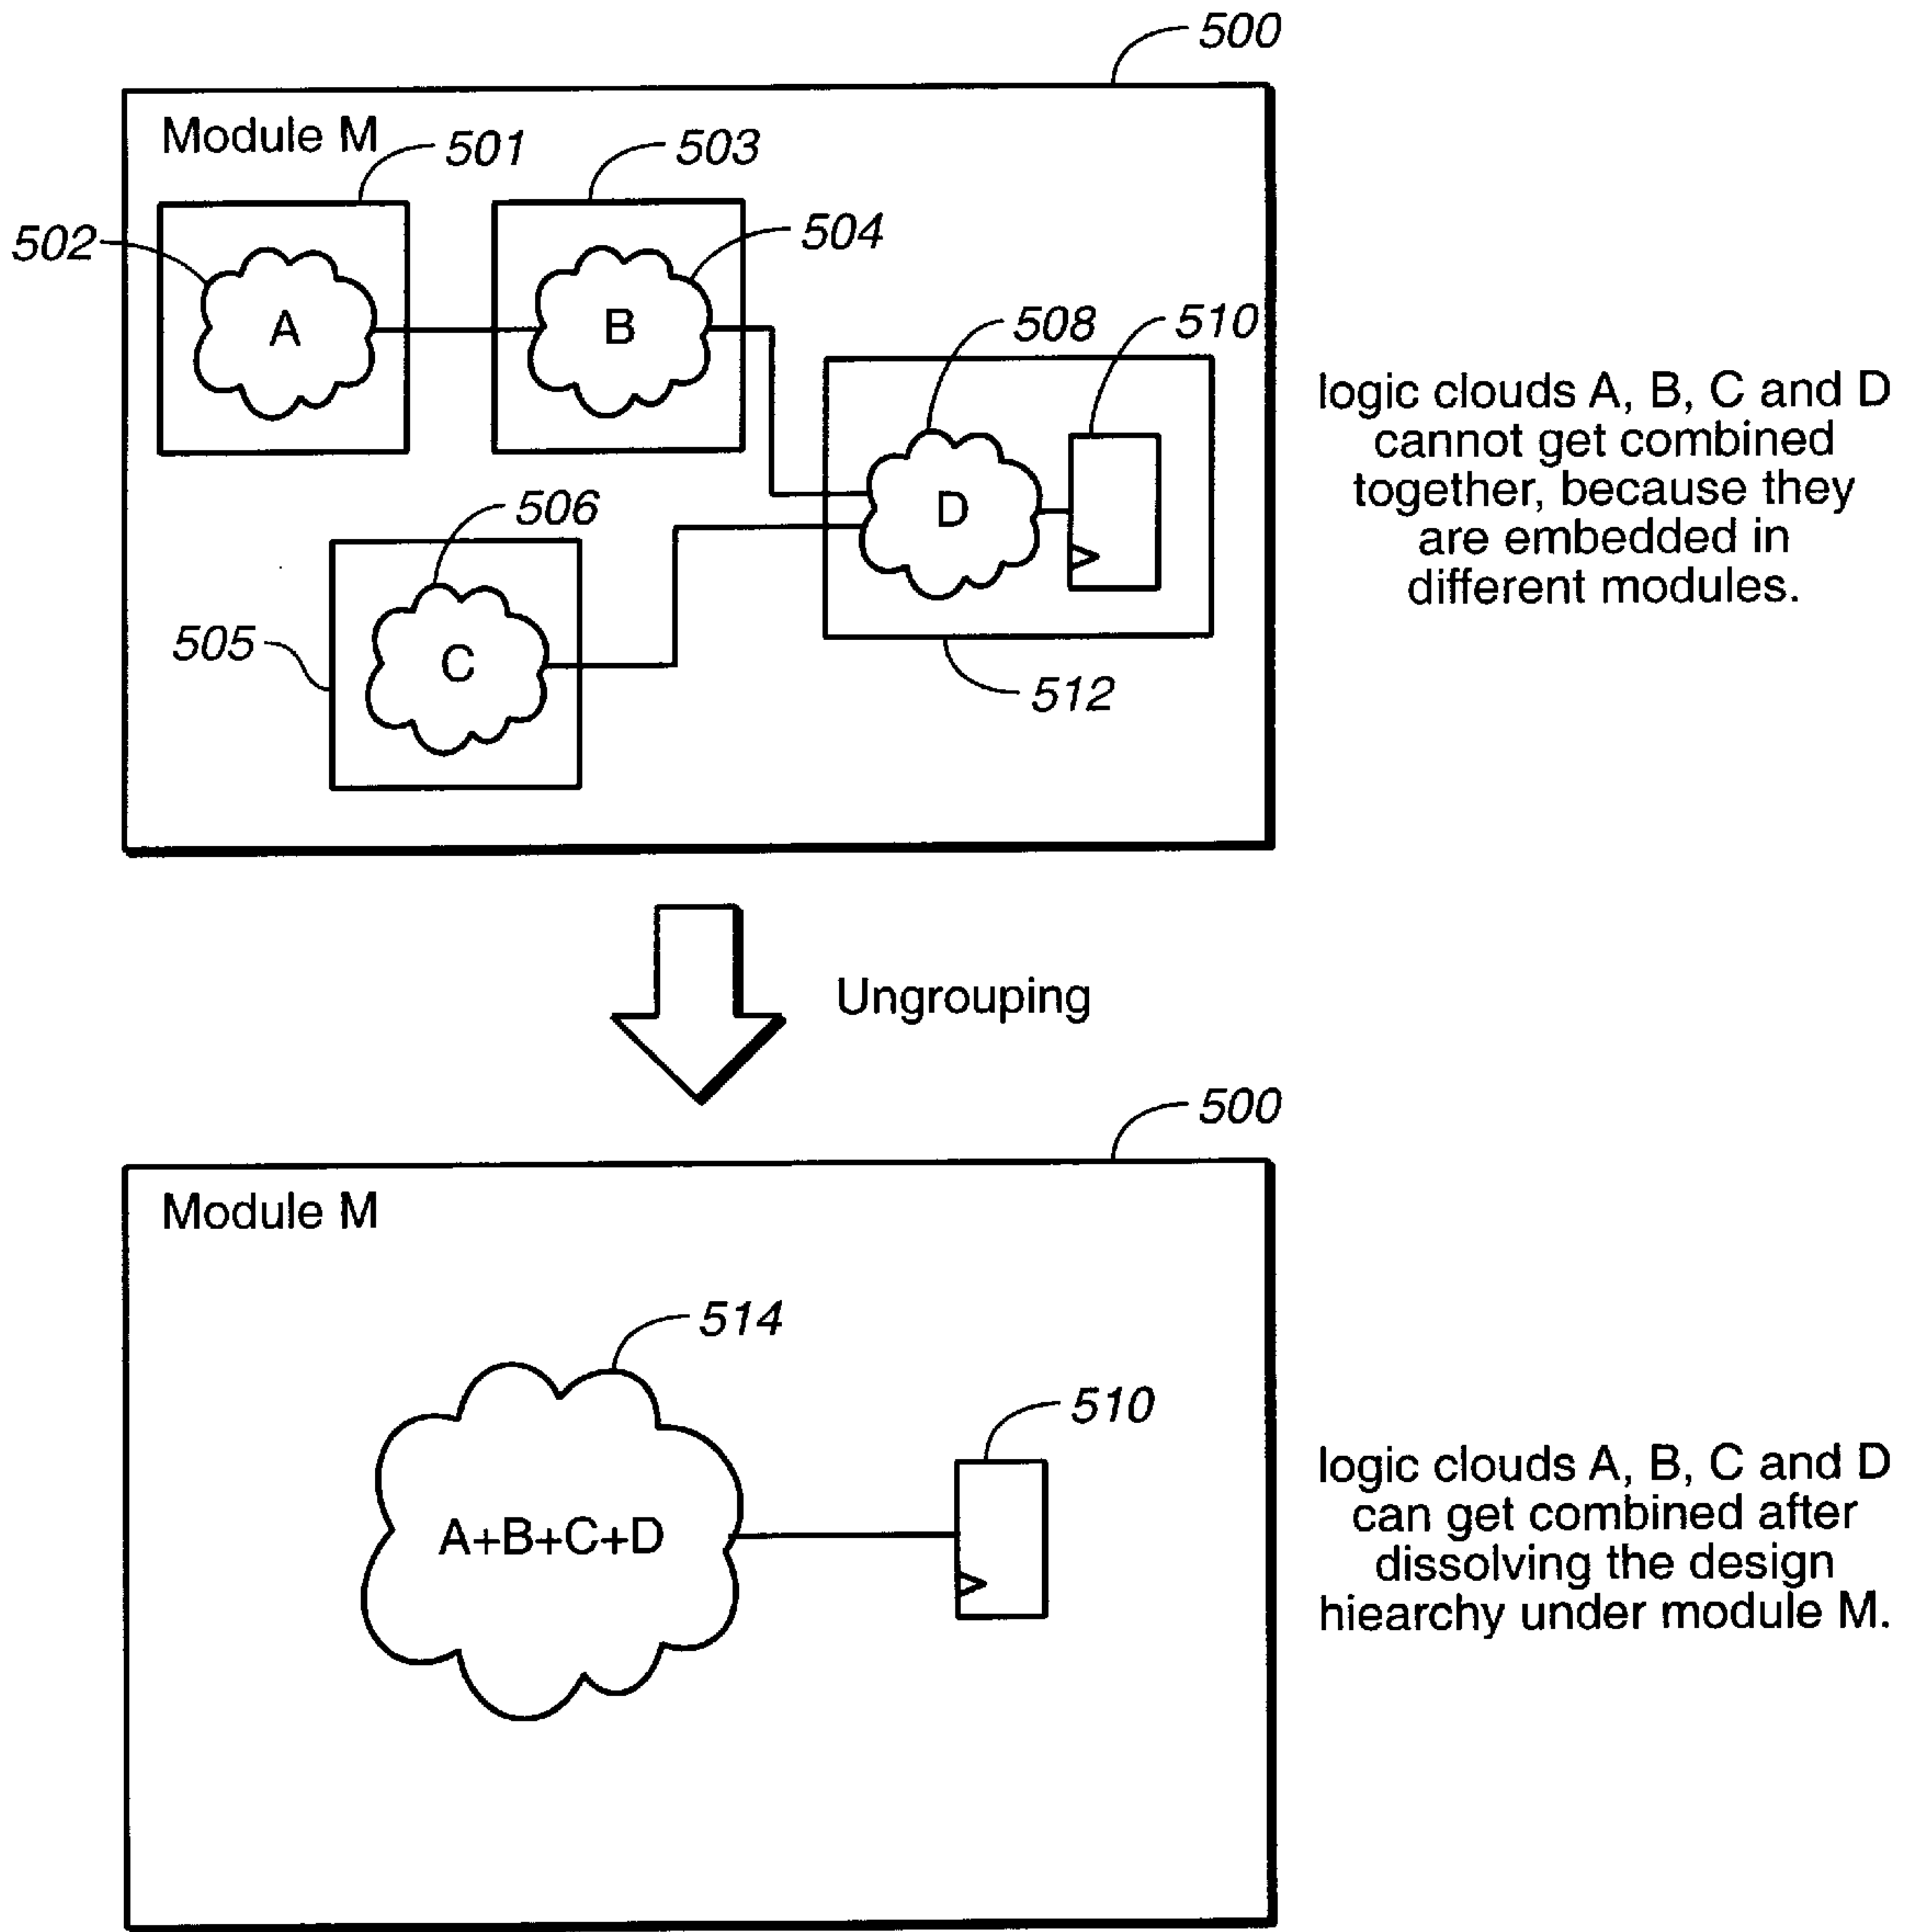 500
Module M
501
503
502
504
A
B
508
510
D
506
C
505
512
logic clouds A, B, C and D
cannot get combined
together, because they
are embedded in
different modules.
Ungrouping
500
Module M
514
510
A+B+C+D
logic clouds A, B, C and D
can get combined after
dissolving the design
hiearchy under module M.